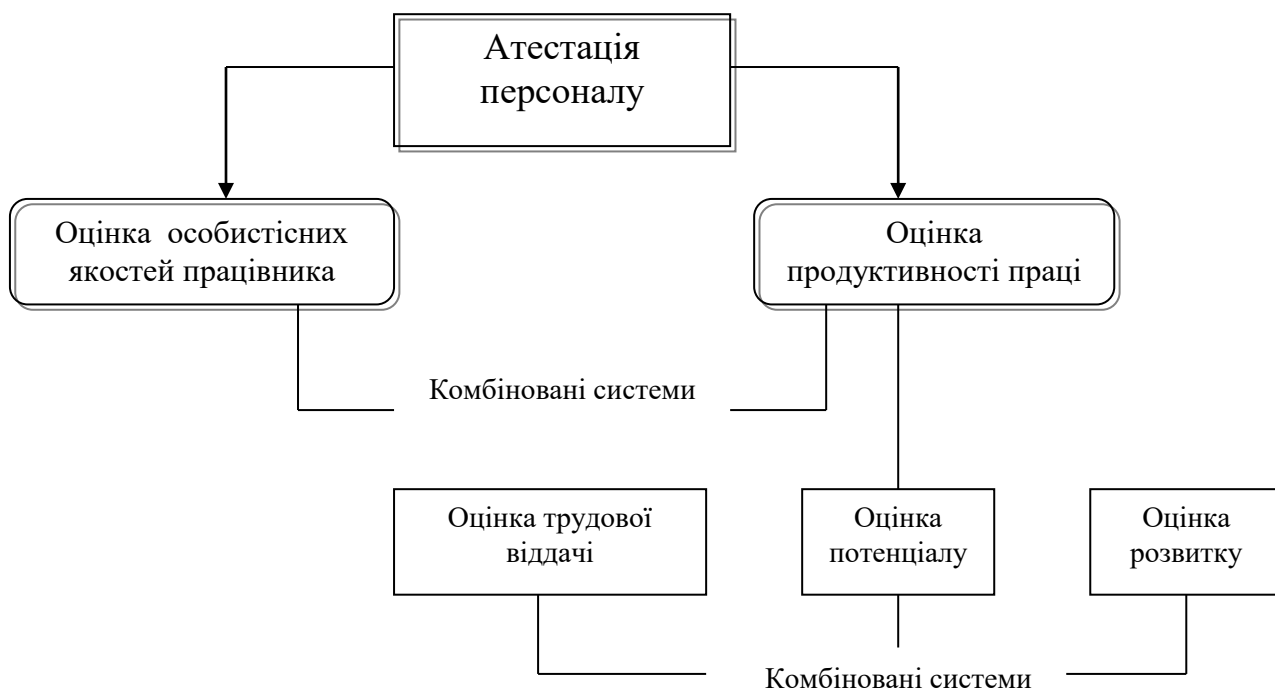 Атестація
персоналу
Оцінка особистісних
якостей працівника
Оцінка
продуктивності праці
Комбіновані системи
Оцінка трудової
віддачі
Оцінка
потенціалу
Оцінка
розвитку
Комбіновані системи